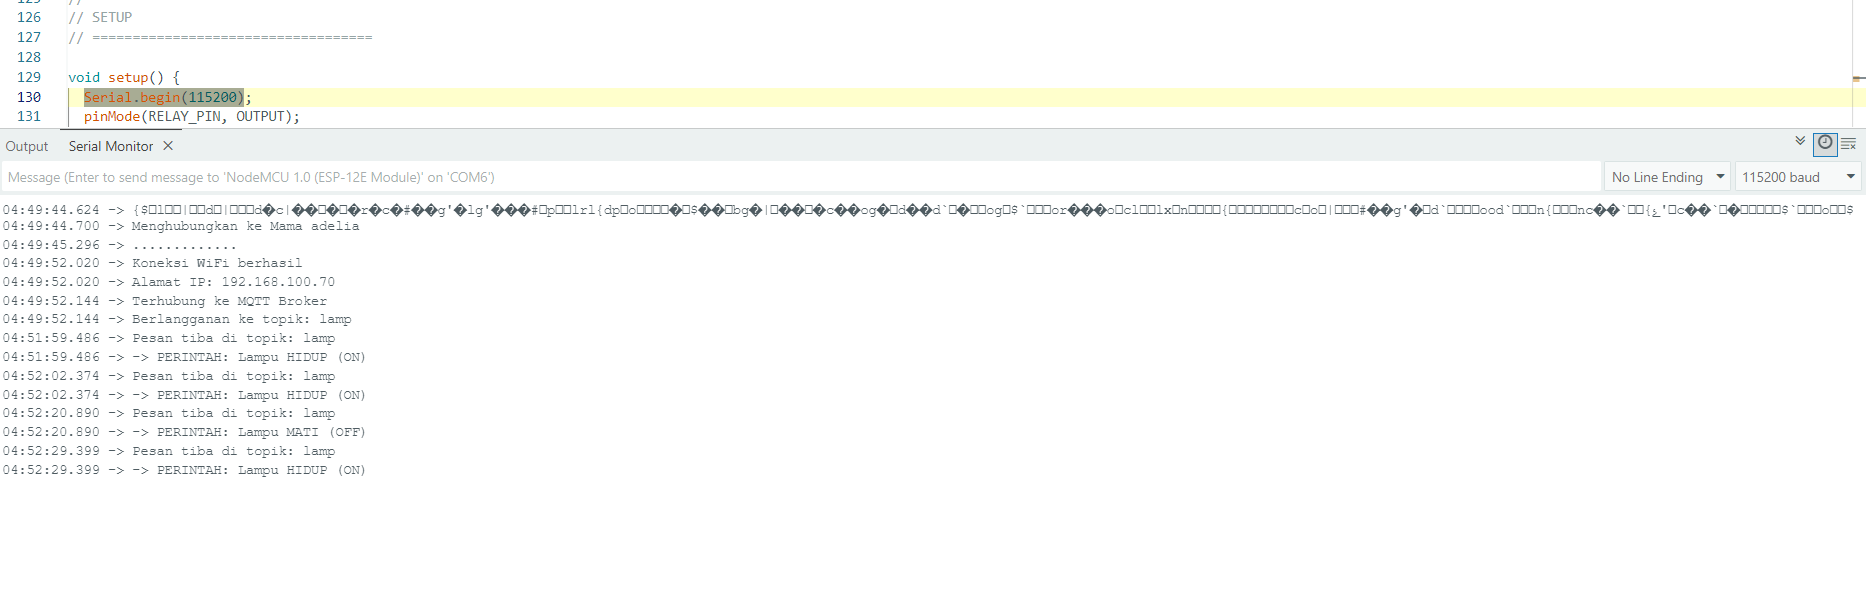 126 // SETUP
127 // ===================================
128
129 void setup() {
130 Serial.begin(115200);
131 pinMode(RELAY_PIN, OUTPUT);
Output Serial Monitor ×
Message (Enter to send message to 'NodeMCU 1.0 (ESP-12E Module)' on 'COM6') No Line Ending 115200 baud
04:49:44.624 ->
04:49:44.700 -> Menghubungkan ke Mama adelia
04:49:45.296 -> .............
04:49:52.020 -> Koneksi WiFi berhasil
04:49:52.020 -> Alamat IP: 192.168.100.70
04:49:52.144 -> Terhubung ke MQTT Broker
04:49:52.144 -> Berlangganan ke topik: lamp
04:51:59.486 -> Pesan tiba di topik: lamp
04:51:59.486 -> -> PERINTAH: Lampu HIDUP (ON)
04:52:02.374 -> Pesan tiba di topik: lamp
04:52:02.374 -> -> PERINTAH: Lampu HIDUP (ON)
04:52:20.890 -> Pesan tiba di topik: lamp
04:52:20.890 -> -> PERINTAH: Lampu MATI (OFF)
04:52:29.399 -> Pesan tiba di topik: lamp
04:52:29.399 -> -> PERINTAH: Lampu HIDUP (ON)